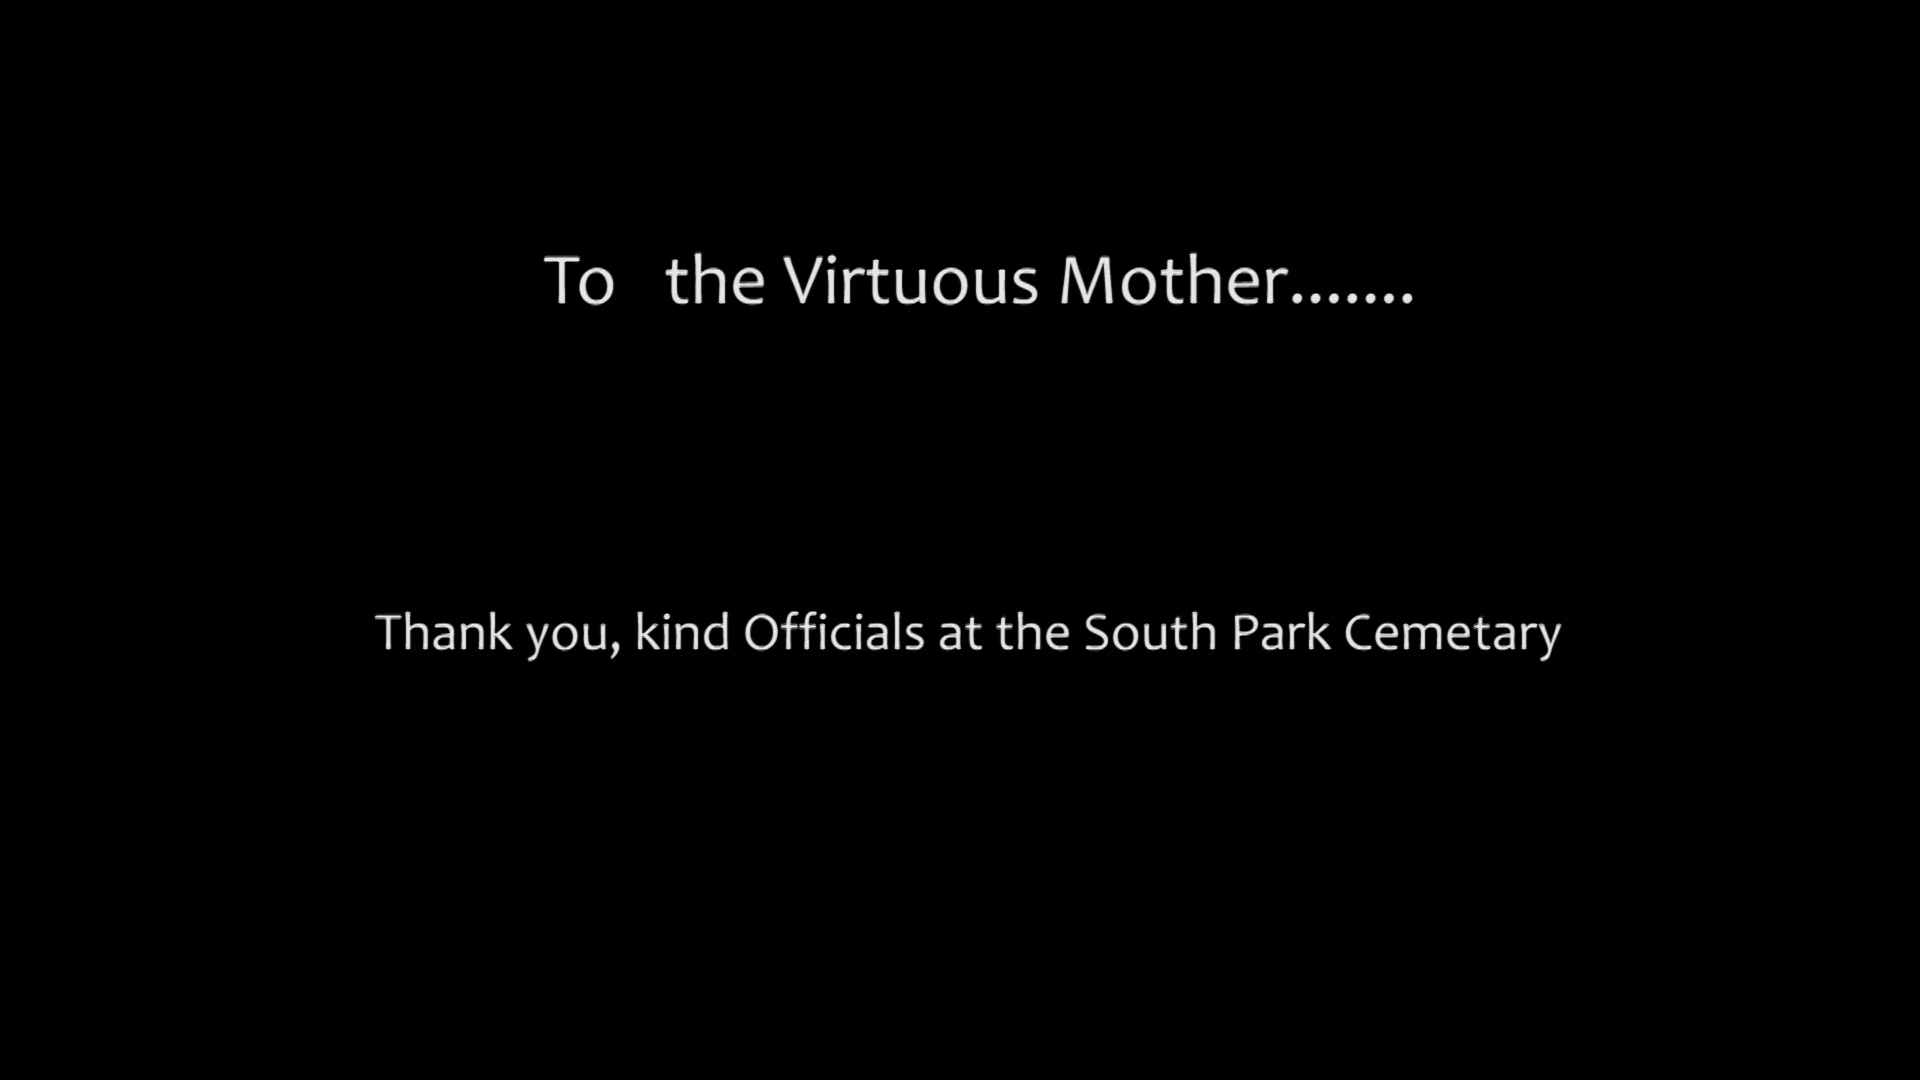 To   the Virtuous Mother.......
Thank you, kind Officials at the South Park Cemetary